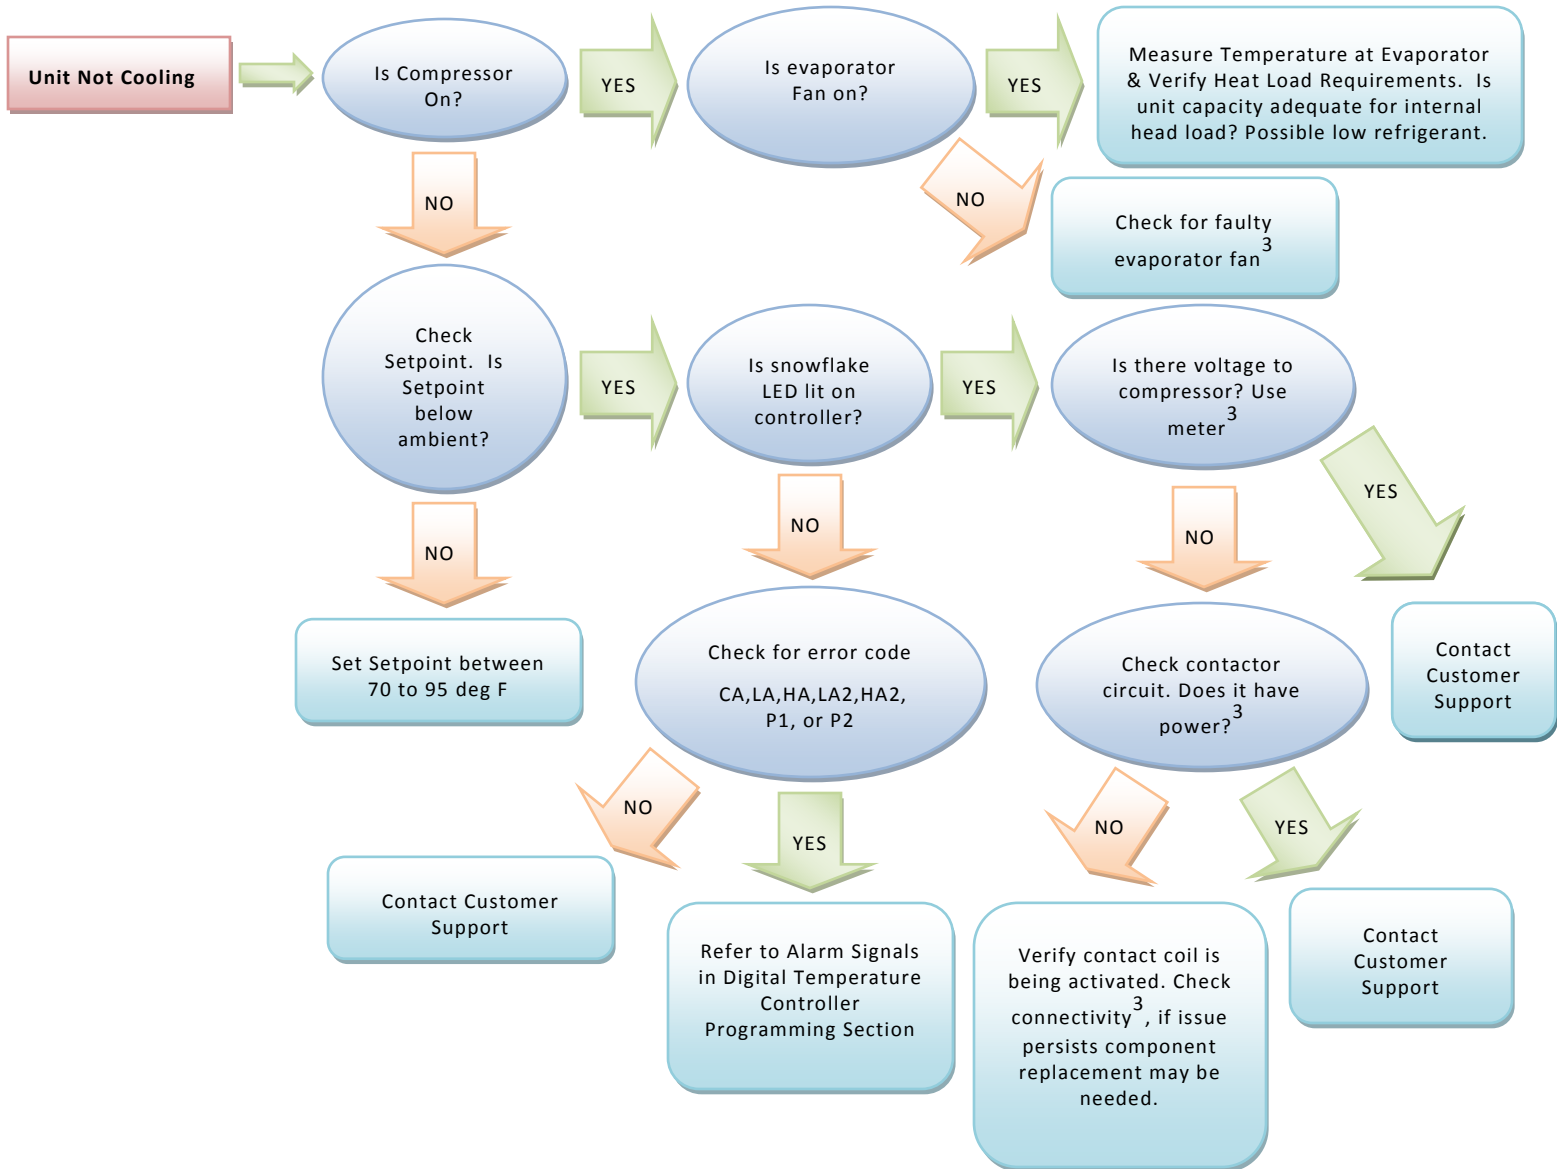 Unit Not Cooling
Is Compressor
On?
YES
Is evaporator
Fan on?
YES
Measure Temperature at Evaporator
& Verify Heat Load Requirements. Is
unit capacity adequate for internal
head load? Possible low refrigerant.
NO
NO
Check for faulty
evaporator fan3
Check
Setpoint. Is
Setpoint
below
ambient?
YES
Is snowflake
LED lit on
controller?
YES
Is there voltage to
compressor? Use
meter3
YES
NO
NO
NO
Set Setpoint between
70 to 95 deg F
Check for error code
CA,LA,HA,LA2,HA2,
P1, or P2
Check contactor
circuit. Does it have
power?3
Contact
Customer
Support
NO
YES
NO
YES
Contact Customer
Support
Refer to Alarm Signals
in Digital Temperature
Controller
Programming Section
Verify contact coil is
being activated. Check
connectivity3, if issue
persists component
replacement may be
needed.
Contact
Customer
Support